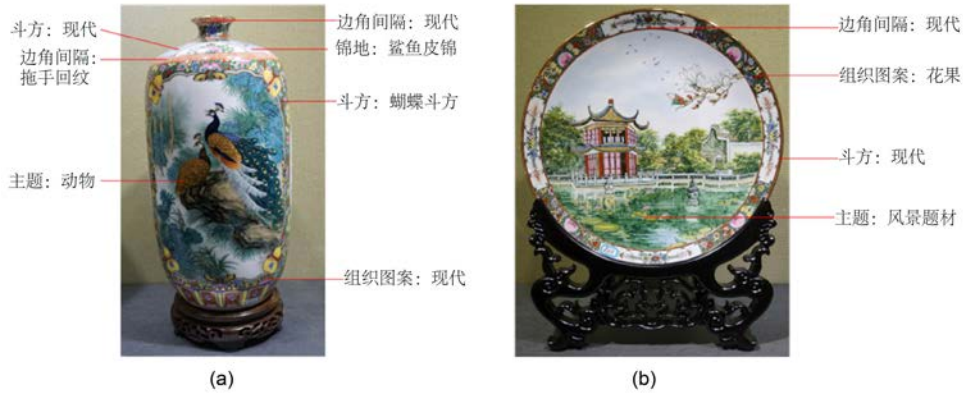 斗方：现代
边角间隔：
拖手回纹
主题：动物
边角间隔：现代
锦地：鲨鱼皮锦
斗方：蝴蝶斗方
组织图案：现代
(a)
边角间隔：现代
组织图案：花果
斗方：现代
主题：风景题材
(b)